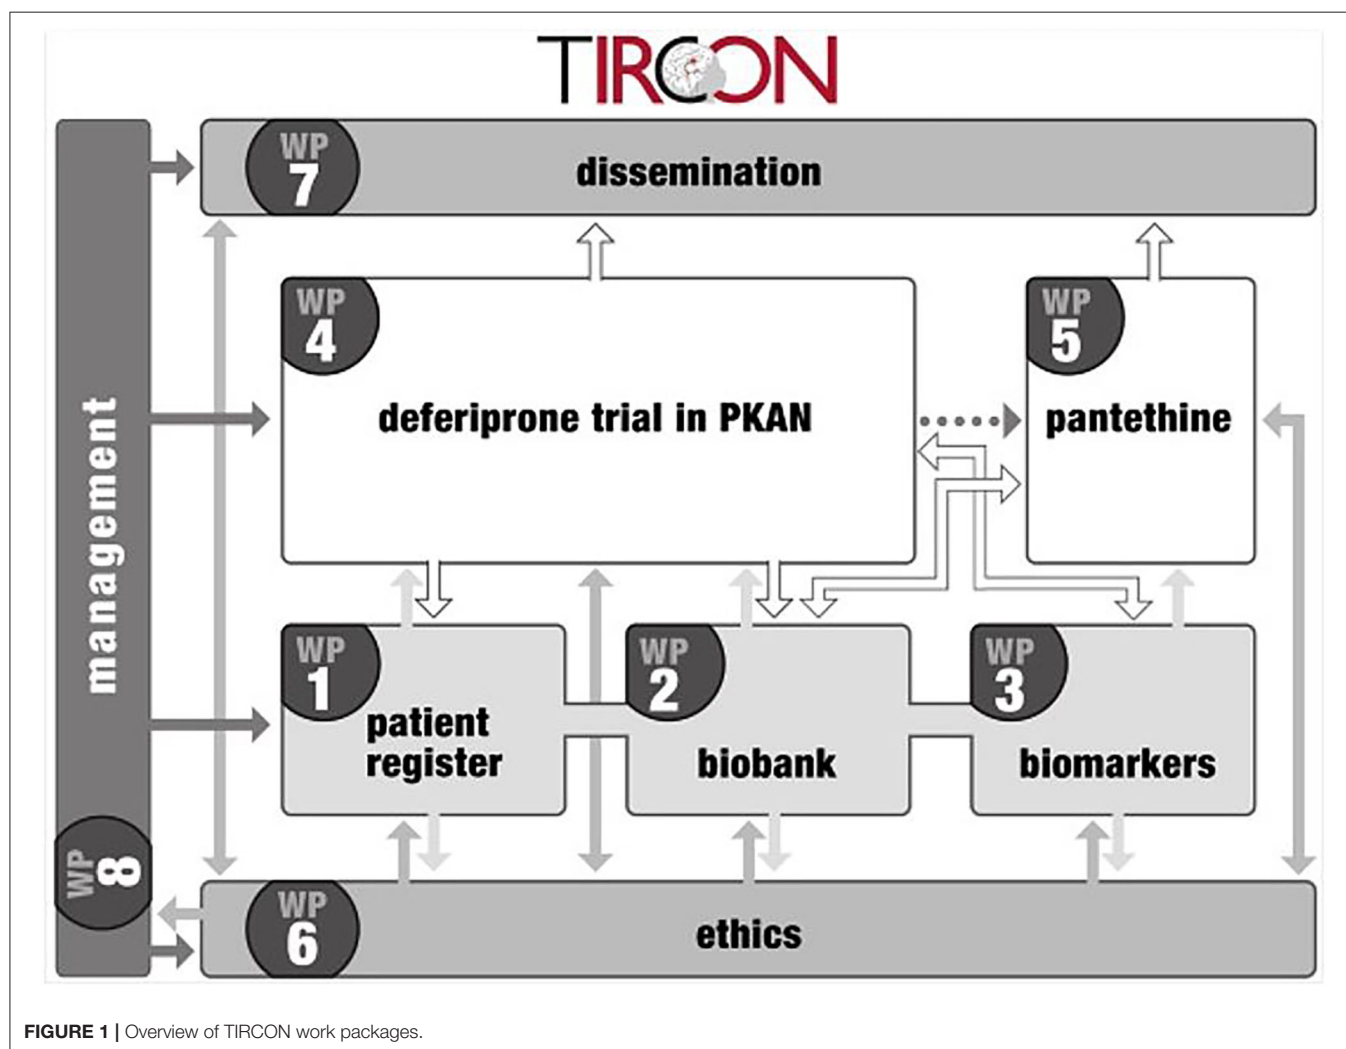 TIRCON
WP
7
dissemination
WP
4
deferiprone trial in PKAN
WP
5
pantethine
management
WP
8
WP
1
patient
register
WP
2
biobank
WP
3
biomarkers
WP
6
ethics
FIGURE 1 | Overview of TIRCON work packages.